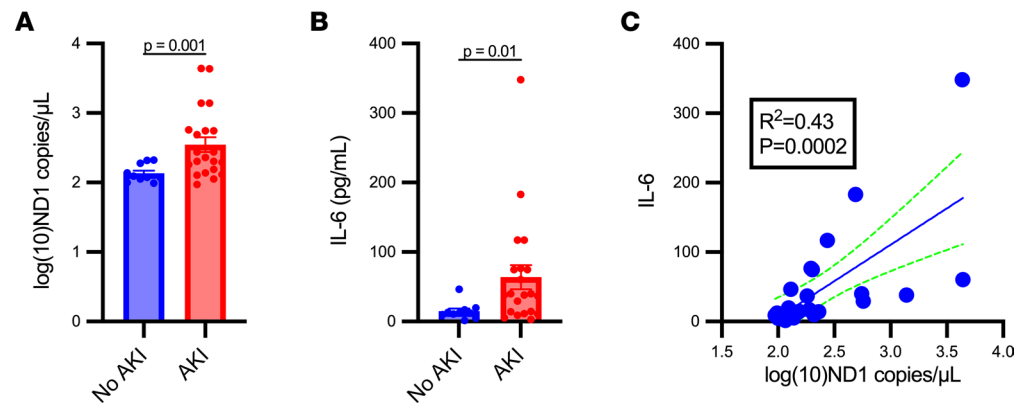 A
log(10)ND1 copies/µL
4
3
2
1
0
p = 0.001
No AKI
AKI
B
IL-6 (pg/mL)
400
300
200
100
0
p = 0.01
No AKI
AKI
C
IL-6
400
300
200
100
0
R²=0.43
P=0.0002
1.5 2.0 2.5 3.0 3.5 4.0
log(10)ND1 copies/µL